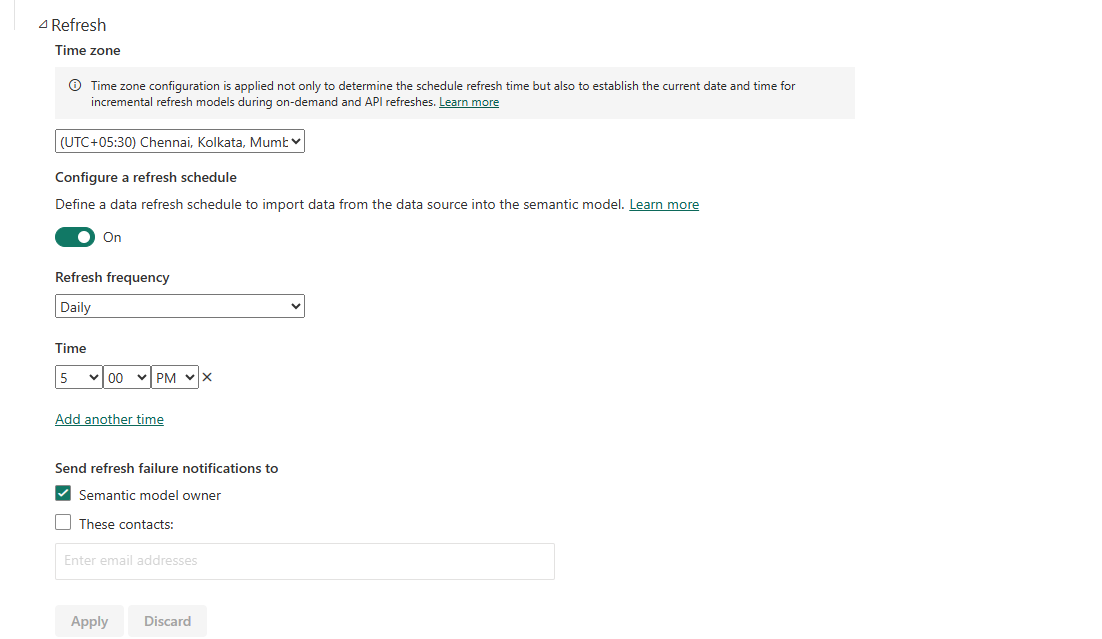 Refresh
Time zone
Time zone configuration is applied not only to determine the schedule refresh time but also to establish the current date and time for
incremental refresh models during on-demand and API refreshes. Learn more
(UTC+05:30) Chennai, Kolkata, Mumb
Configure a refresh schedule
Define a data refresh schedule to import data from the data source into the semantic model. Learn more
On
Refresh frequency
Daily
Time
5 00 PM
Add another time
Send refresh failure notifications to
Semantic model owner
These contacts:
Enter email addresses
Apply Discard